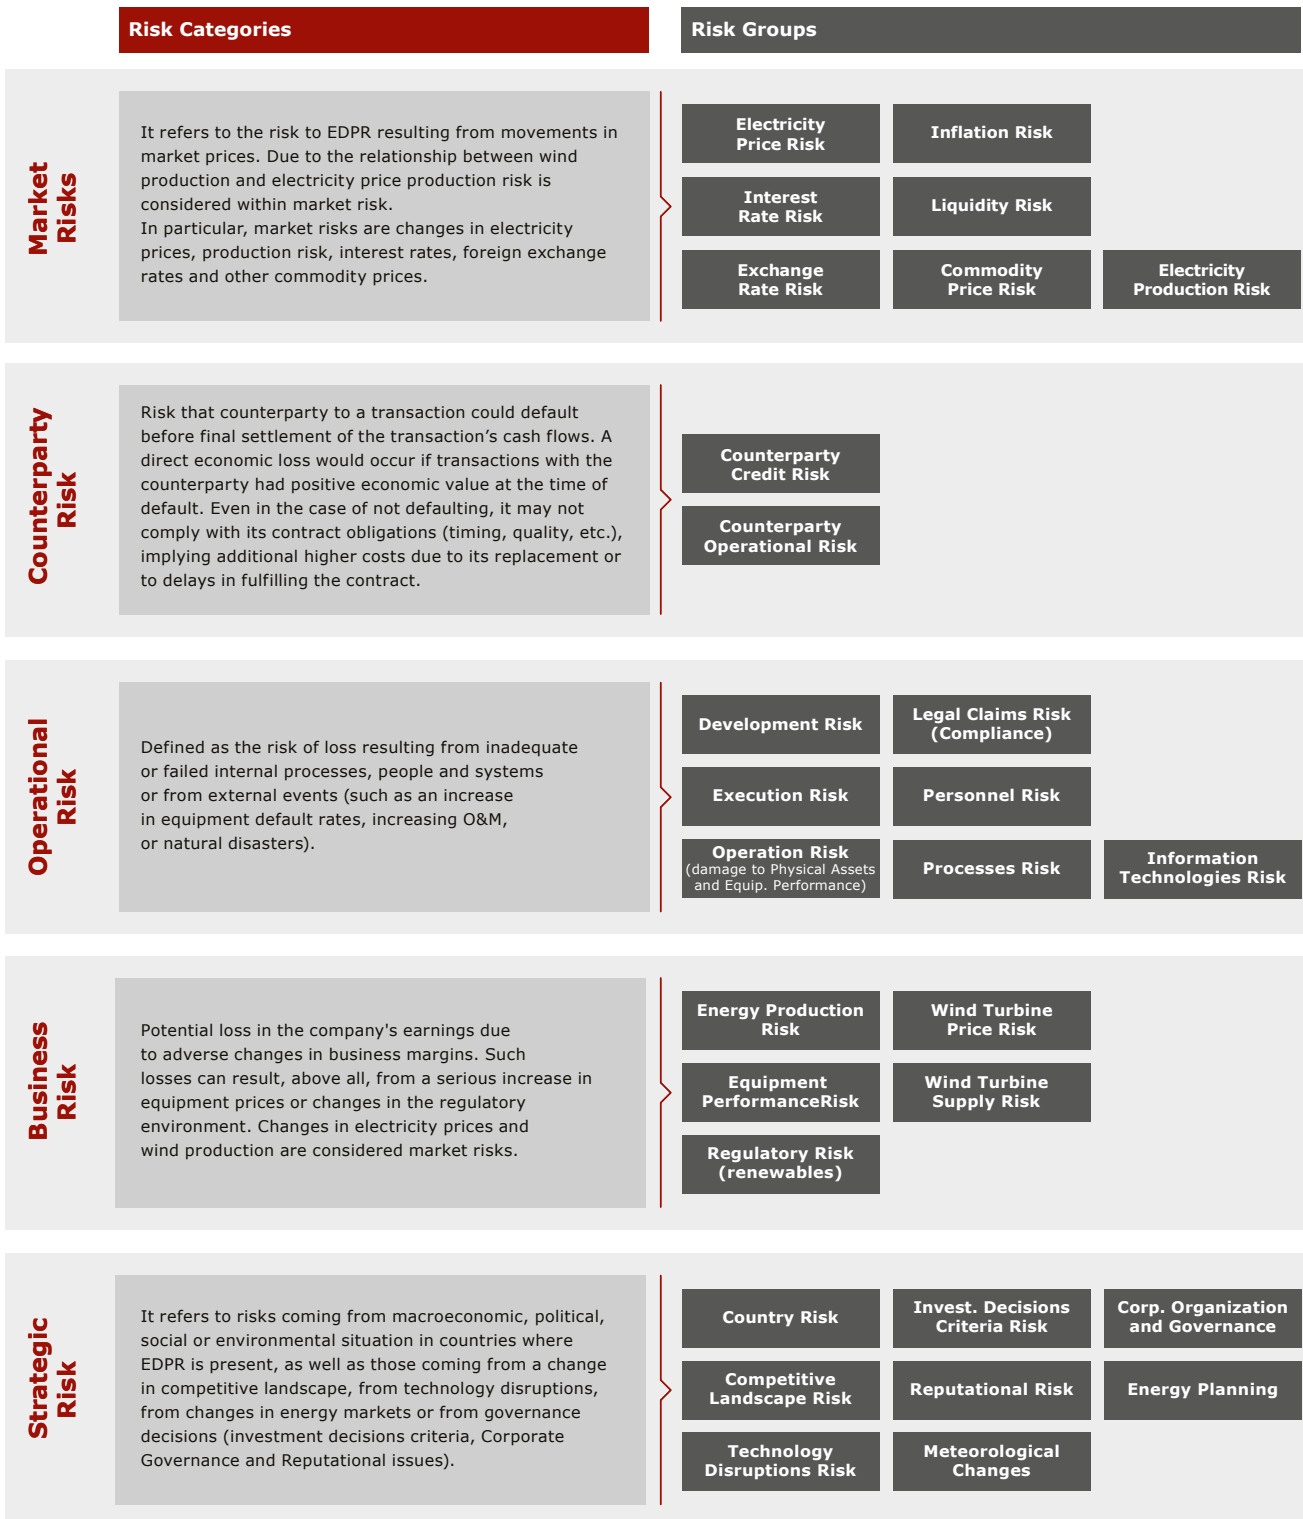 Risk Categories
Risk Groups
Market
Risks
It refers to the risk to EDPR resulting from movements in
market prices. Due to the relationship between wind
production and electricity price production risk is
considered within market risk.
In particular, market risks are changes in electricity
prices, production risk, interest rates, foreign exchange
rates and other commodity prices.
Electricity
Price Risk
Inflation Risk
Interest
Rate Risk
Liquidity Risk
Exchange
Rate Risk
Commodity
Price Risk
Electricity
Production Risk
Counterparty
Risk
Risk that counterparty to a transaction could default
before final settlement of the transaction’s cash flows. A
direct economic loss would occur if transactions with the
counterparty had positive economic value at the time of
default. Even in the case of not defaulting, it may not
comply with its contract obligations (timing, quality, etc.),
implying additional higher costs due to its replacement or
to delays in fulfilling the contract.
Counterparty
Credit Risk
Counterparty
Operational Risk
Operational
Risk
Defined as the risk of loss resulting from inadequate
or failed internal processes, people and systems
or from external events (such as an increase
in equipment default rates, increasing O&M,
or natural disasters).
Development Risk
Legal Claims Risk
(Compliance)
Execution Risk
Personnel Risk
Operation Risk
(damage to Physical Assets
and Equip. Performance)
Processes Risk
Information
Technologies Risk
Business
Risk
Potential loss in the company's earnings due
to adverse changes in business margins. Such
losses can result, above all, from a serious increase in
equipment prices or changes in the regulatory
environment. Changes in electricity prices and
wind production are considered market risks.
Energy Production
Risk
Wind Turbine
Price Risk
Equipment
PerformanceRisk
Wind Turbine
Supply Risk
Regulatory Risk
(renewables)
Strategic
Risk
It refers to risks coming from macroeconomic, political,
social or environmental situation in countries where
EDPR is present, as well as those coming from a change
in competitive landscape, from technology disruptions,
from changes in energy markets or from governance
decisions (investment decisions criteria, Corporate
Governance and Reputational issues).
Country Risk
Invest. Decisions
Criteria Risk
Corp. Organization
and Governance
Competitive
Landscape Risk
Reputational Risk
Energy Planning
Technology
Disruptions Risk
Meteorological
Changes